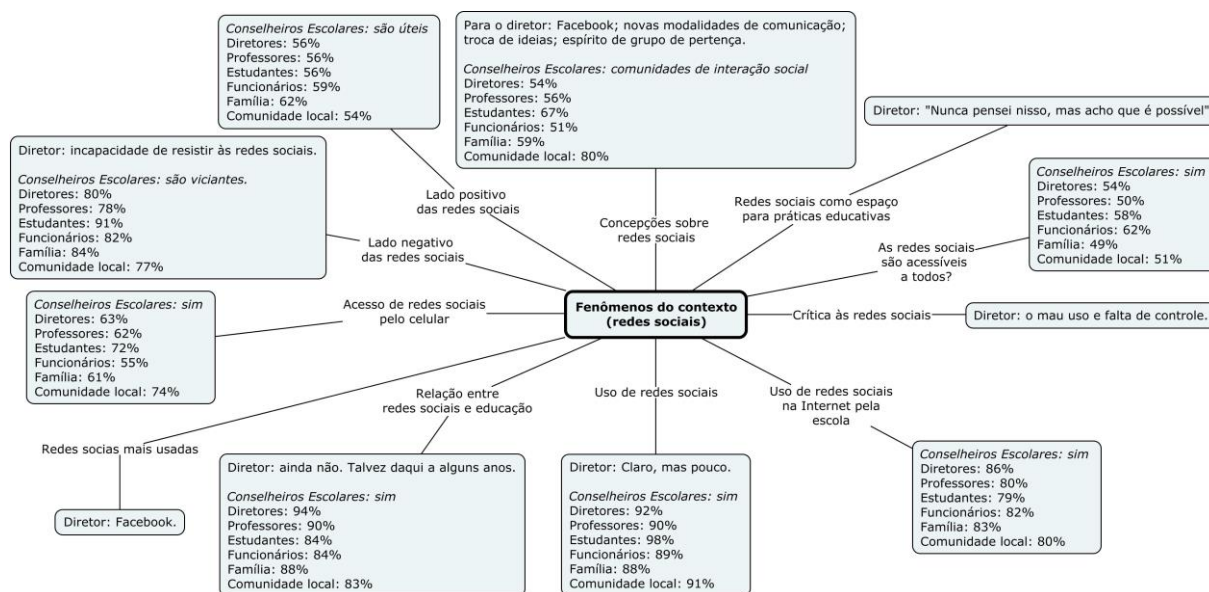 Conselheiros Escolares: são úteis
Diretores: 56%
Professores: 56%
Estudantes: 56%
Funcionários: 59%
Família: 62%
Comunidade local: 54%
Para o diretor: Facebook; novas modalidades de comunicação;
troca de ideias; espírito de grupo de pertença.
Conselheiros Escolares: comunidades de interação social
Diretores: 54%
Professores: 56%
Estudantes: 67%
Funcionários: 51%
Família: 59%
Comunidade local: 80%
Diretor: "Nunca pensei nisso, mas acho que é possível"
Diretor: incapacidade de resistir às redes sociais.
Conselheiros Escolares: são viciantes.
Diretores: 80%
Professores: 78%
Estudantes: 91%
Funcionários: 82%
Família: 84%
Comunidade local: 77%
Conselheiros Escolares: sim
Diretores: 54%
Professores: 50%
Estudantes: 58%
Funcionários: 62%
Família: 49%
Comunidade local: 51%
Lado positivo
das redes sociais
Concepções sobre
redes sociais
Redes sociais como espaço
para práticas educativas
Lado negativo
das redes sociais
As redes sociais
são acessíveis
a todos?
Conselheiros Escolares: sim
Diretores: 63%
Professores: 62%
Estudantes: 72%
Funcionários: 55%
Família: 61%
Comunidade local: 74%
Acesso de redes sociais
pelo celular
Fenômenos do contexto
(redes sociais)
Crítica às redes sociais
Diretor: o mau uso e falta de controle.
Redes socias mais usadas
Relação entre
redes sociais e educação
Uso de redes sociais
Uso de redes sociais
na Internet pela
escola
Diretor: Facebook.
Diretor: ainda não. Talvez daqui a alguns anos.
Conselheiros Escolares: sim
Diretores: 94%
Professores: 90%
Estudantes: 84%
Funcionários: 84%
Família: 88%
Comunidade local: 83%
Diretor: Claro, mas pouco.
Conselheiros Escolares: sim
Diretores: 92%
Professores: 90%
Estudantes: 98%
Funcionários: 89%
Família: 88%
Comunidade local: 91%
Conselheiros Escolares: sim
Diretores: 86%
Professores: 80%
Estudantes: 79%
Funcionários: 82%
Família: 83%
Comunidade local: 80%